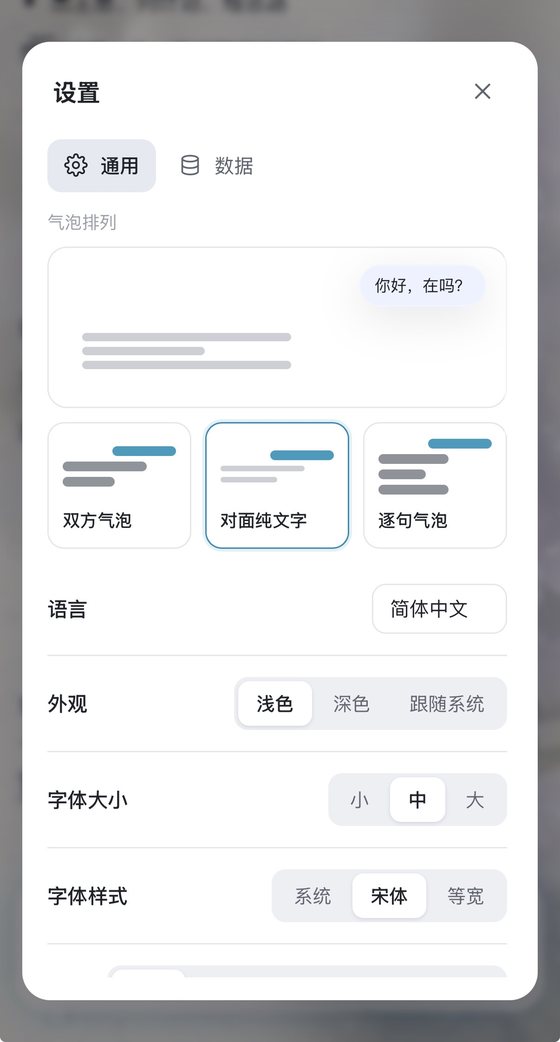 设置
通用
数据
气泡排列
你好，在吗？
双方气泡
对面纯文字
逐句气泡
语言
简体中文
外观
浅色
深色
跟随系统
字体大小
小
中
大
字体样式
系统
宋体
等宽